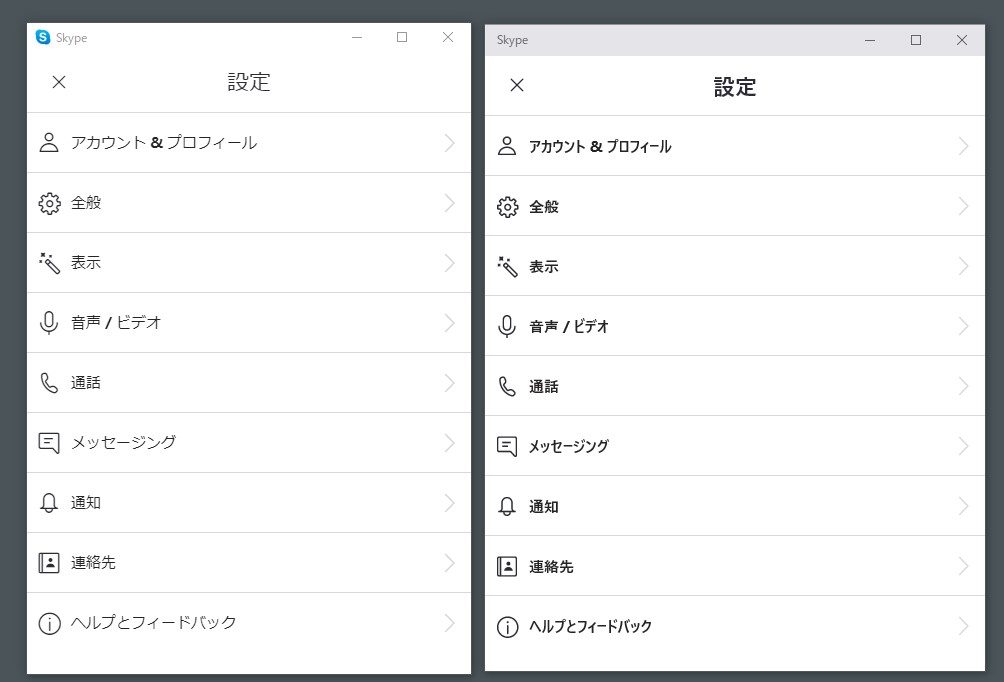 Skype
設定
アカウント & プロフィール
全般
表示
音声 / ビデオ
通話
メッセージング
通知
連絡先
ヘルプとフィードバック
Skype
設定
アカウント & プロフィール
全般
表示
音声 / ビデオ
通話
メッセージング
通知
連絡先
ヘルプとフィードバック